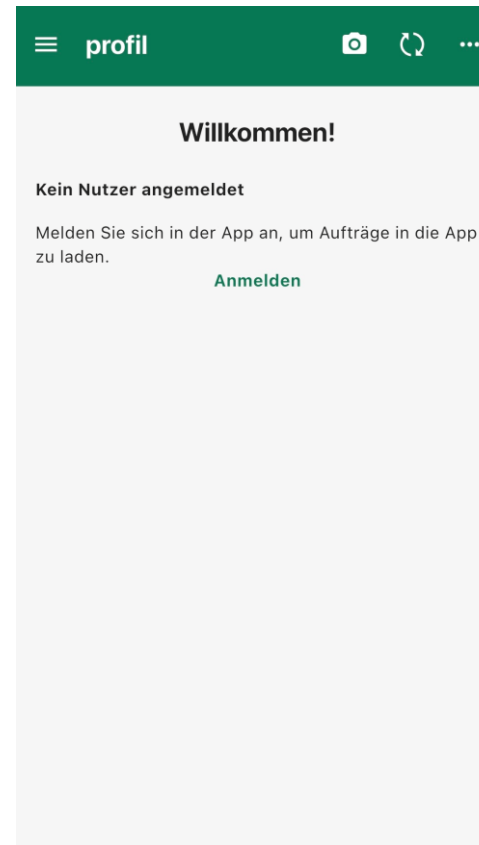 profil
Willkommen!
Kein Nutzer angemeldet
Melden Sie sich in der App an, um Aufträge in die App
zu laden.
Anmelden